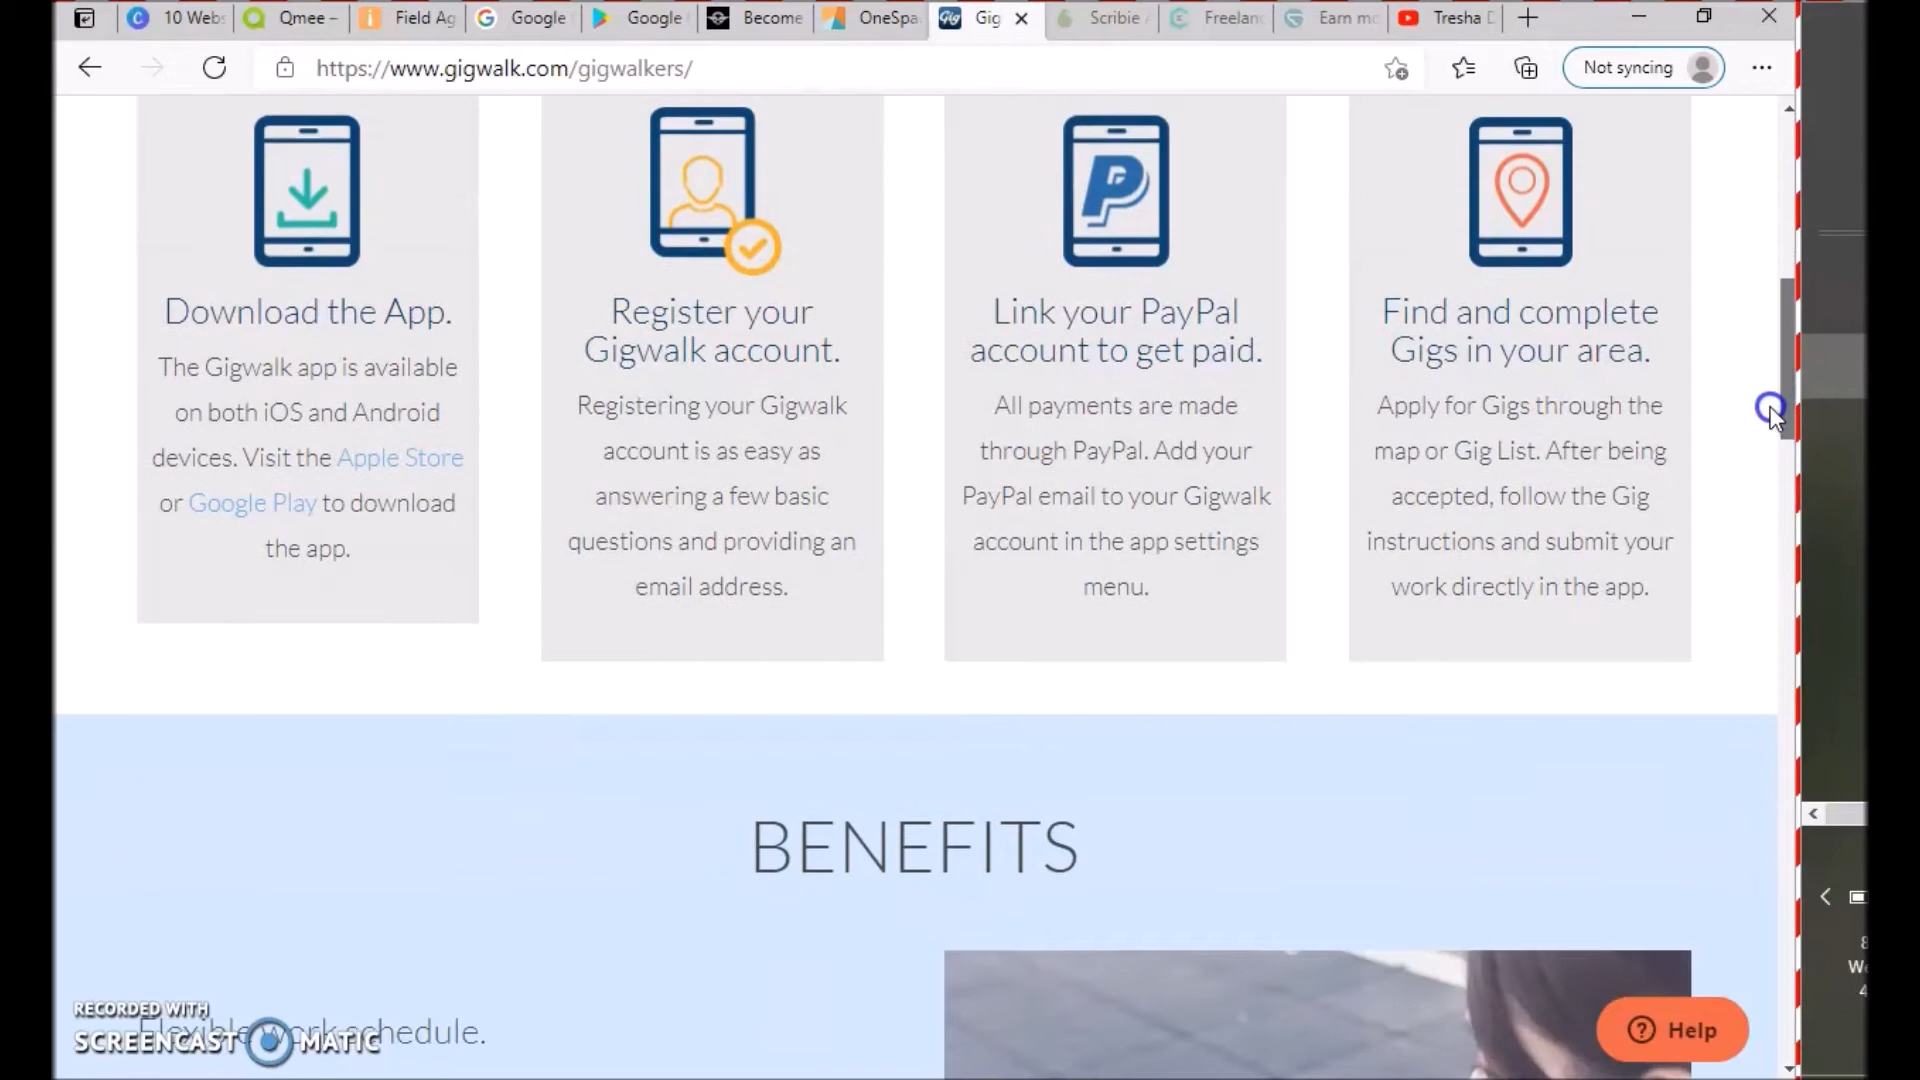 10 Webs
Qmee –
Field Ag
Google
Google
Become
OneSpa
Gig
Scribie
Freelanc
Earn mo
Tresha
https://www.gigwalk.com/gigwalkers/
Not syncing
Download the App.
The Gigwalk app is available
on both iOS and Android
devices. Visit the Apple Store
or Google Play to download
the app.
Register your
Gigwalk account.
Registering your Gigwalk
account is as easy as
answering a few basic
questions and providing an
email address.
Link your PayPal
account to get paid.
All payments are made
through PayPal. Add your
PayPal email to your Gigwalk
account in the app settings
menu.
Find and complete
Gigs in your area.
Apply for Gigs through the
map or Gig List. After being
accepted, follow the Gig
instructions and submit your
work directly in the app.
BENEFITS
Flexible work schedule.
RECORDED WITH
SCREENCAST MATIC
Help